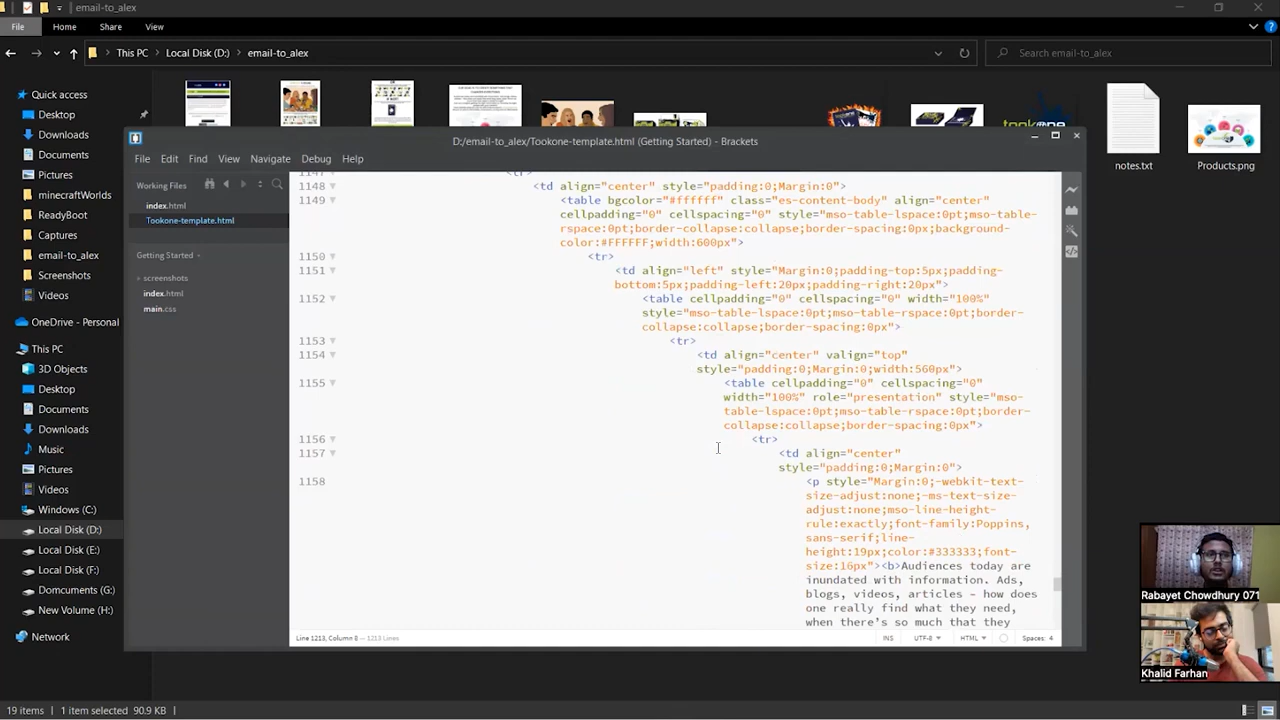 email_to_alex
File
Home
Share
View
This PC
Local Disk (D:)
email_to_alex
Search email_to_alex
Quick access
Desktop
Downloads
Documents
Pictures
minecraftWorlds
ReadyBoot
Captures
email_to_alex
Screenshots
Videos
OneDrive - Personal
This PC
3D Objects
Desktop
Documents
Downloads
Music
Pictures
Videos
Windows (C:)
Local Disk (D:)
Local Disk (E:)
Local Disk (F:)
Domcuments (G:)
New Volume (H:)
Network
19 items
1 item selected 90.9 KB
notes.txt
Products.png
D:/email-to_alex/Tookone-template.html (Getting Started) - Brackets
File Edit Find View Navigate Debug Help
Working Files
index.html
Tookone-template.html
Getting Started
screenshots
index.html
main.css
1147 <tr>
1148 <td align="center" style="padding:0;Margin:0">
1149 <table bgcolor="#ffffff" class="es-content-body" align="center"
cellpadding="0" cellspacing="0" style="mso-table-lspace:0pt;mso-table-
rspace:0pt;border-collapse:collapse;border-spacing:0px;background-
color:#FFFFFF;width:600px">
1150 <tr>
1151 <td align="left" style="Margin:0;padding-top:5px;padding-
bottom:5px;padding-left:20px;padding-right:20px">
1152 <table cellpadding="0" cellspacing="0" width="100%"
style="mso-table-lspace:0pt;mso-table-rspace:0pt;border-
collapse:collapse;border-spacing:0px">
1153 <tr>
1154 <td align="center" valign="top"
style="padding:0;Margin:0;width:560px">
1155 <table cellpadding="0" cellspacing="0"
width="100%" role="presentation" style="mso-
table-lspace:0pt;mso-table-rspace:0pt;border-
collapse:collapse;border-spacing:0px">
1156 <tr>
1157 <td align="center"
style="padding:0;Margin:0">
1158 <p style="Margin:0;-webkit-text-
size-adjust:none;-ms-text-size-
adjust:none;mso-line-height-
rule:exactly;font-family:Poppins,
sans-serif;line-
height:19px;color:#333333;font-
size:16px"><b>Audiences today are
inundated with information. Ads,
blogs, videos, articles – how does
one really find what they need,
when there's so much that they
Line 1213, Column 8 — 1213 Lines
INS
UTF-8
HTML
Spaces: 4
Rabayet Chowdhury 071
Khalid Farhan